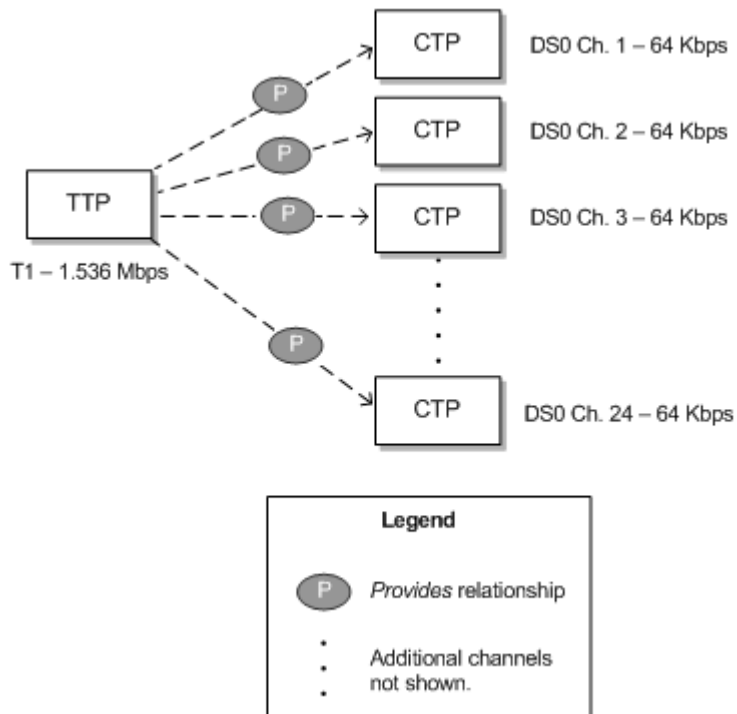 CTP
DS0 Ch. 1 – 64 Kbps
P
CTP
DS0 Ch. 2 – 64 Kbps
P
TTP
CTP
DS0 Ch. 3 – 64 Kbps
P
T1 – 1.536 Mbps
P
CTP
DS0 Ch. 24 – 64 Kbps
Legend
P
Provides relationship
Additional channels
not shown.